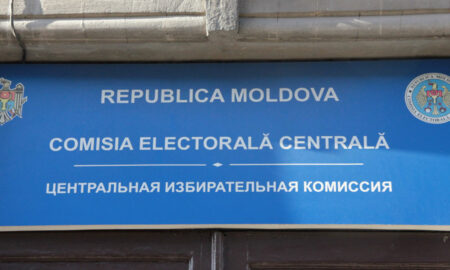 REPUBLICA MOLDOVA
COMISIA ELECTORALĂ CENTRALĂ
ЦЕНТРАЛЬНАЯ ИЗБИРАТЕЛЬНАЯ КОМИССИЯ